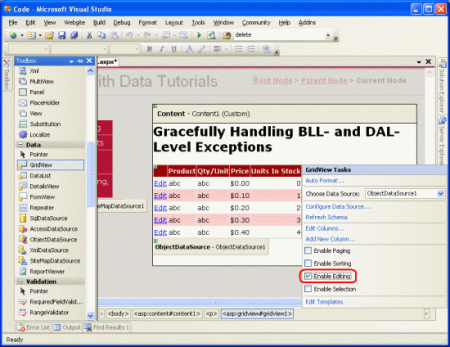 Code - Microsoft Visual Studio
File Edit View Website Build Debug Format Layout Tools Window Community Help Addins
delete
Toolbox
.aspx*
Xml
MultiView
Panel
PlaceHolder
View
Substitution
Localize
Data
Pointer
GridView
DataList
DetailsView
FormView
Repeater
SqlDataSource
AccessDataSource
ObjectDataSource
XmlDataSource
SiteMapDataSource
ReportViewer
Validation
Pointer
RequiredFieldVal...
RangeValidator
Toolbox
th Data Tutorials
Root Node > Parent Node > Current Node
ing,
eMapDataSource1
Content - Content1 (Custom)
Gracefully Handling BLL- and DAL-
Level Exceptions
Product Qty/Unit Price Units In Stock
Edit abc abc $0.00 0
Edit abc abc $0.10 1
Edit abc abc $0.20 2
Edit abc abc $0.30 3
Edit abc abc $0.40 4
ObjectDataSource - ObjectDataSource1
GridView Tasks
Auto Format...
Choose Data Source: ObjectDataSource1
Configure Data Source...
Refresh Schema
Edit Columns...
Add New Column...
Enable Paging
Enable Sorting
Enable Editing
Enable Selection
Edit Templates
Solution Explorer
Server Explorer
<body> <asp:content#content1> <p> <asp:gridview#gridview1>
Error List Output Find Results 1
Ready